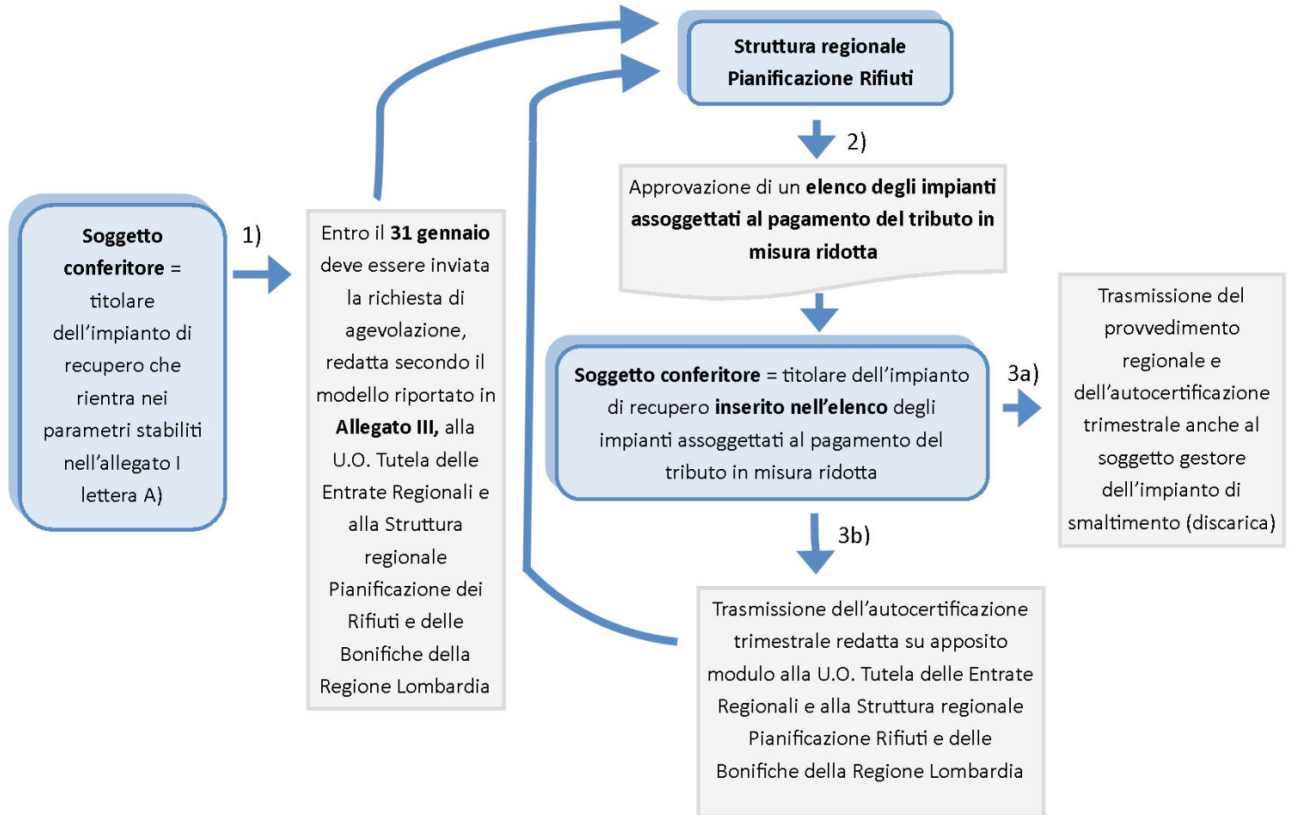 Struttura regionale
Pianificazione Rifiuti
2)
Approvazione di un elenco degli impianti
assoggettati al pagamento del tributo in
misura ridotta
Soggetto
conferitore =
titolare
dell’impianto di
recupero che
rientra nei
parametri stabiliti
nell’allegato I
lettera A)
1)
Entro il 31 gennaio
deve essere inviata
la richiesta di
agevolazione,
redatta secondo il
modello riportato in
Allegato III, alla
U.O. Tutela delle
Entrate Regionali e
alla Struttura
regionale
Pianificazione dei
Rifiuti e delle
Bonifiche della
Regione Lombardia
Soggetto conferitore = titolare dell’impianto
di recupero inserito nell’elenco degli
impianti assoggettati al pagamento del
tributo in misura ridotta
3a)
Trasmissione del
provvedimento
regionale e
dell’autocertificazione
trimestrale anche al
soggetto gestore
dell’impianto di
smaltimento (discarica)
3b)
Trasmissione dell’autocertificazione
trimestrale redatta su apposito
modulo alla U.O. Tutela delle Entrate
Regionali e alla Struttura regionale
Pianificazione Rifiuti e delle
Bonifiche della Regione Lombardia